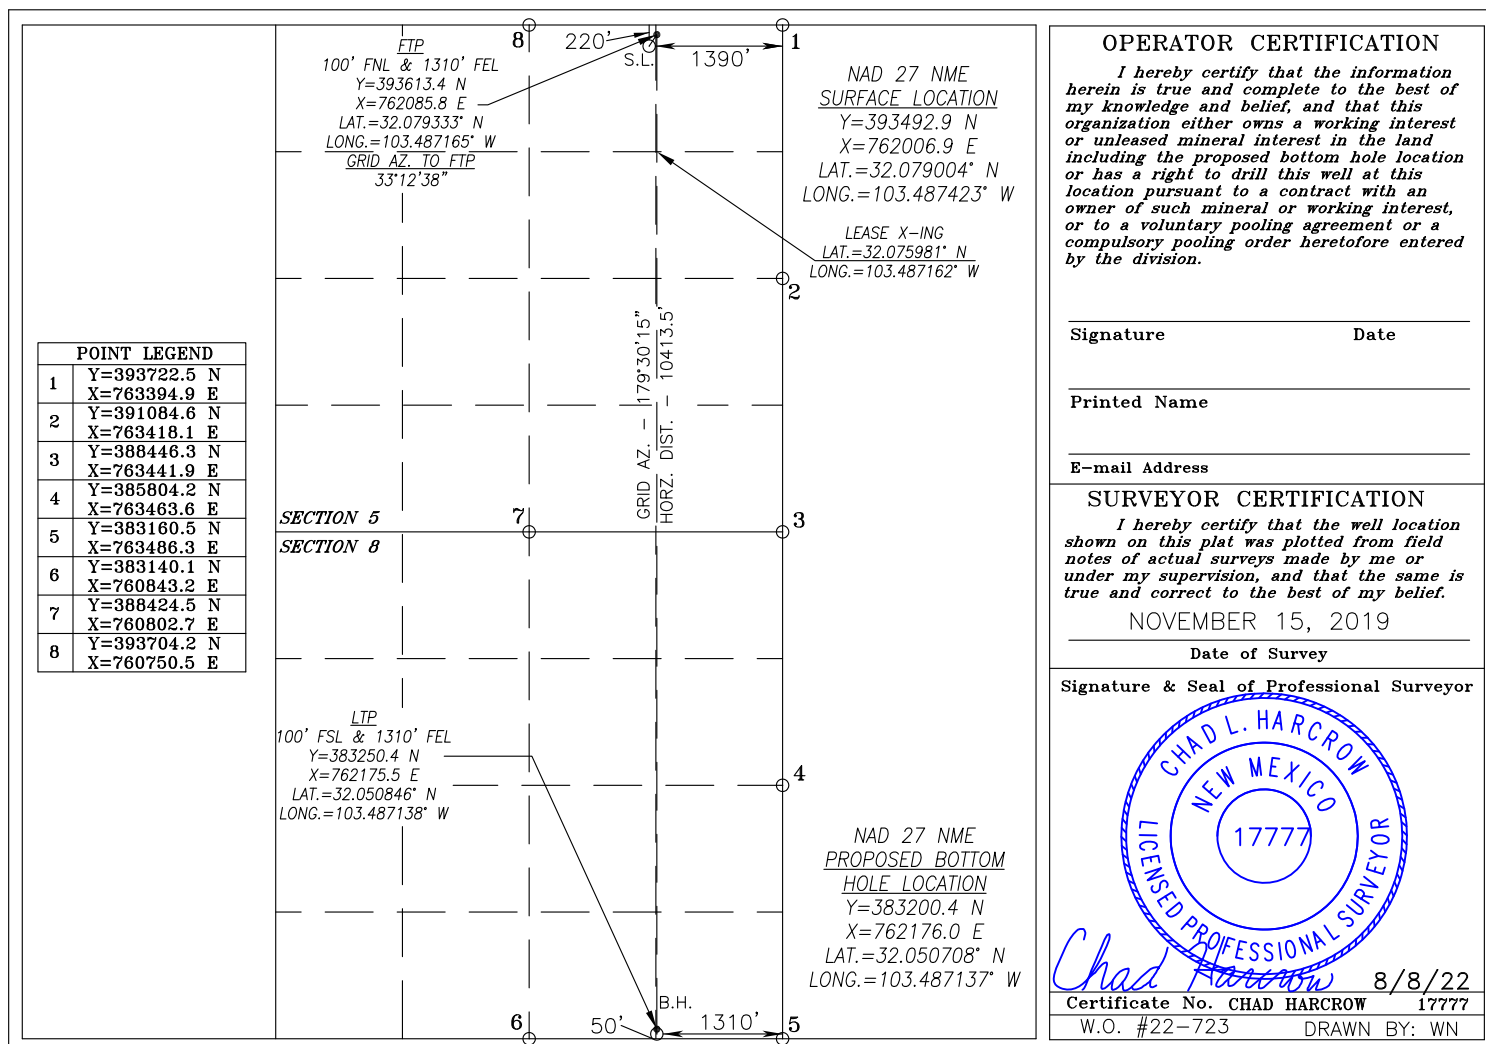 FTP
100' FNL & 1310' FEL
Y=393613.4 N
X=762085.8 E
LAT.=32.079333° N
LONG.=103.487165° W
GRID AZ. TO FTP
33°12'38"
8
220'
S.L.
1390'
1
NAD 27 NME
SURFACE LOCATION
Y=393492.9 N
X=762006.9 E
LAT.=32.079004° N
LONG.=103.487423° W
LEASE X-ING
LAT.=32.075981° N
LONG.=103.487162° W
2
POINT LEGEND
1 Y=393722.5 N
X=763394.9 E
2 Y=391084.6 N
X=763418.1 E
3 Y=388446.3 N
X=763441.9 E
4 Y=385804.2 N
X=763463.6 E
5 Y=383160.5 N
X=763486.3 E
6 Y=383140.1 N
X=760843.2 E
7 Y=388424.5 N
X=760802.7 E
8 Y=393704.2 N
X=760750.5 E
GRID AZ. - 179°30'15"
HORZ. DIST. - 10413.5'
SECTION 5
7
3
SECTION 8
LTP
100' FSL & 1310' FEL
Y=383250.4 N
X=762175.5 E
LAT.=32.050846° N
LONG.=103.487138° W
4
NAD 27 NME
PROPOSED BOTTOM
HOLE LOCATION
Y=383200.4 N
X=762176.0 E
LAT.=32.050708° N
LONG.=103.487137° W
B.H.
6
50'
1310'
5
OPERATOR CERTIFICATION
I hereby certify that the information
herein is true and complete to the best of
my knowledge and belief, and that this
organization either owns a working interest
or unleased mineral interest in the land
including the proposed bottom hole location
or has a right to drill this well at this
location pursuant to a contract with an
owner of such mineral or working interest,
or to a voluntary pooling agreement or a
compulsory pooling order heretofore entered
by the division.
Signature Date
Printed Name
E-mail Address
SURVEYOR CERTIFICATION
I hereby certify that the well location
shown on this plat was plotted from field
notes of actual surveys made by me or
under my supervision, and that the same is
true and correct to the best of my belief.
NOVEMBER 15, 2019
Date of Survey
Signature & Seal of Professional Surveyor
CHAD L. HARCROW
NEW MEXICO
17777
LICENSED PROFESSIONAL SURVEYOR
Chad Harcrow 8/8/22
Certificate No. CHAD HARCROW 17777
W.O. #22-723 DRAWN BY: WN